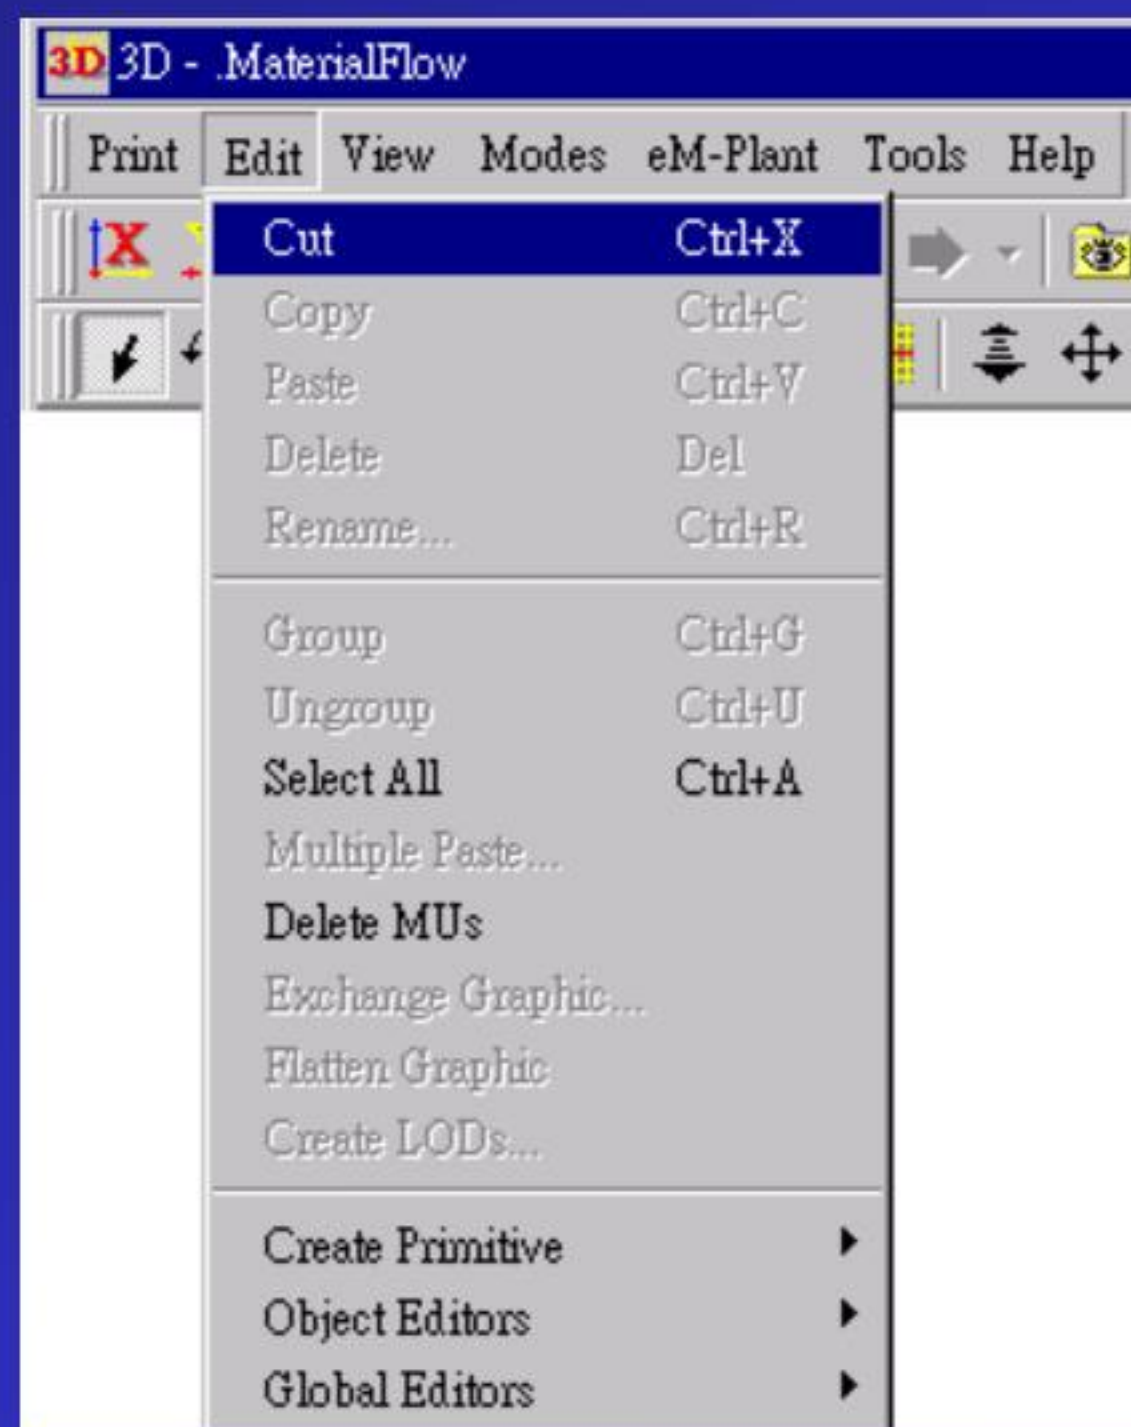 3D 3D - .MaterialFlow
Print Edit View Modes eM-Plant Tools Help
X
Cut Ctrl+X
Copy Ctrl+C
Paste Ctrl+V
Delete Del
Rename... Ctrl+R
Group Ctrl+G
Ungroup Ctrl+U
Select All Ctrl+A
Multiple Paste...
Delete MUs
Exchange Graphic...
Flatten Graphic
Create LODs...
Create Primitive
Object Editors
Global Editors